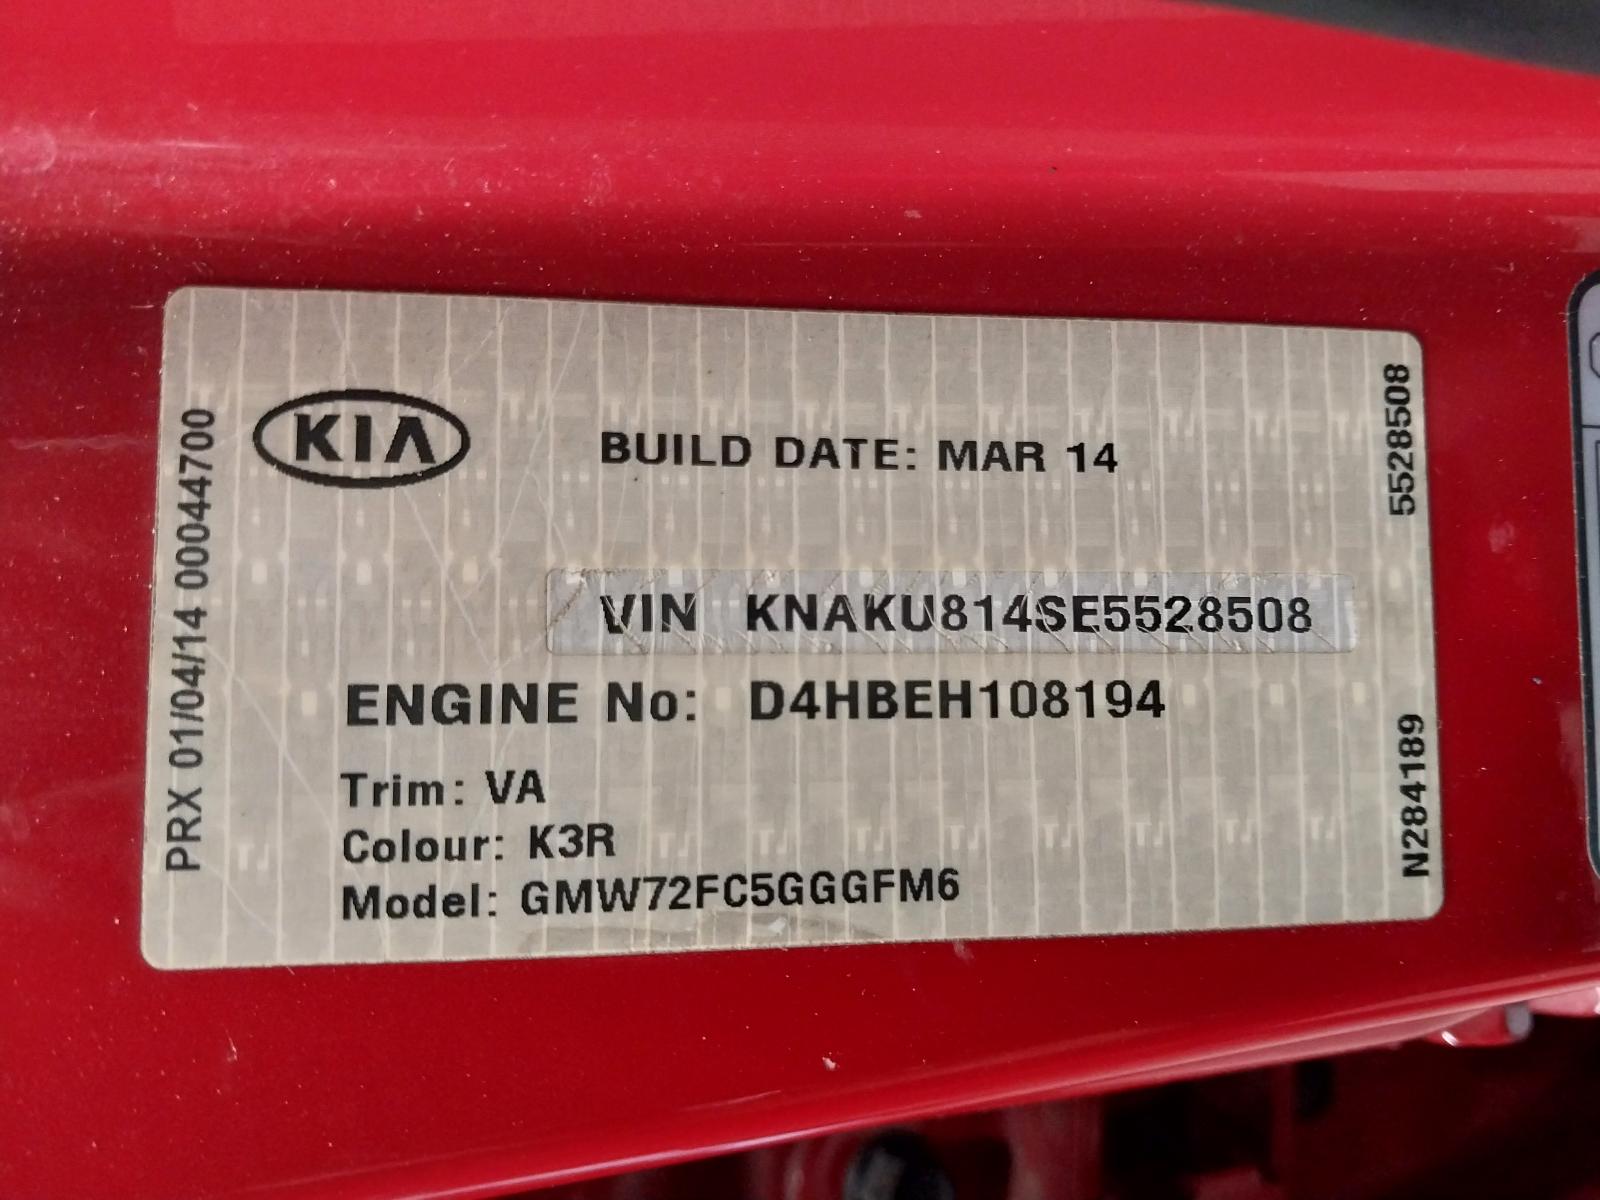 KIA
BUILD DATE: MAR 14
VIN KNAKU814SE5528508
ENGINE No: D4HBEH108194
Trim: VA
Colour: K3R
Model: GMW72FC5GGGFM6
PRX 01/04/14 00044700
5528508
N284189